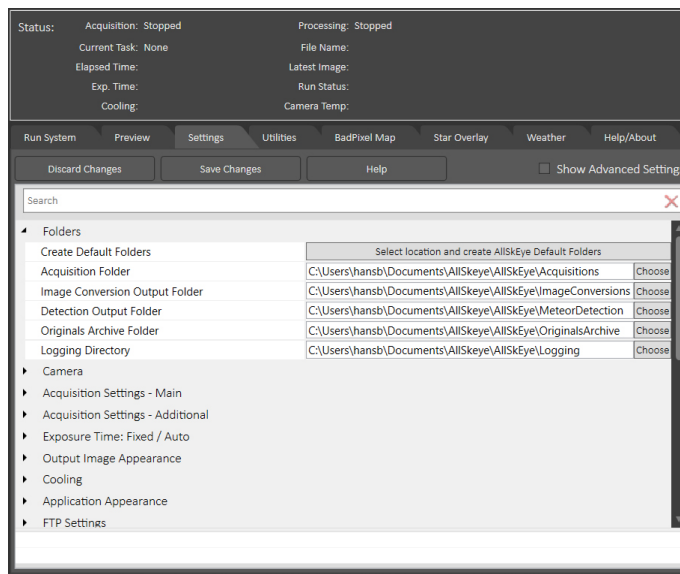 Status: Acquisition: Stopped Processing: Stopped
Current Task: None File Name:
Elapsed Time: Latest Image:
Exp. Time: Run Status:
Cooling: Camera Temp:
Run System Preview Settings Utilities BadPixel Map Star Overlay Weather Help/About
Discard Changes Save Changes Help Show Advanced Setting
Search
Folders
Create Default Folders Select location and create AllSkEye Default Folders
Acquisition Folder C:\Users\hansb\Documents\AllSkeye\AllSkEye\Acquisitions Choose
Image Conversion Output Folder C:\Users\hansb\Documents\AllSkeye\AllSkEye\ImageConversions Choose
Detection Output Folder C:\Users\hansb\Documents\AllSkeye\AllSkEye\MeteorDetection Choose
Originals Archive Folder C:\Users\hansb\Documents\AllSkeye\AllSkEye\OriginalsArchive Choose
Logging Directory C:\Users\hansb\Documents\AllSkeye\AllSkEye\Logging Choose
Camera
Acquisition Settings - Main
Acquisition Settings - Additional
Exposure Time: Fixed / Auto
Output Image Appearance
Cooling
Application Appearance
FTP Settings